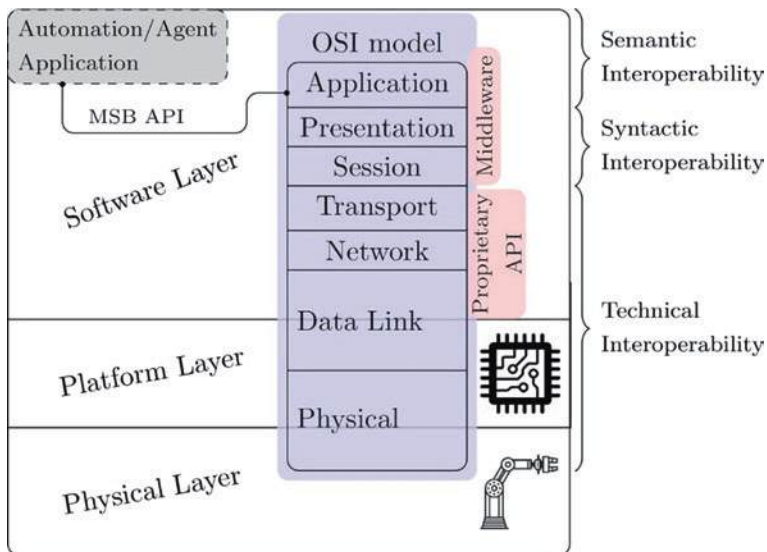 Automation/Agent
Application
MSB API
Software Layer
Platform Layer
Physical Layer
OSI model
Application
Presentation
Session
Transport
Network
Data Link
Physical
Middleware
Proprietary
API
Semantic
Interoperability
Syntactic
Interoperability
Technical
Interoperability